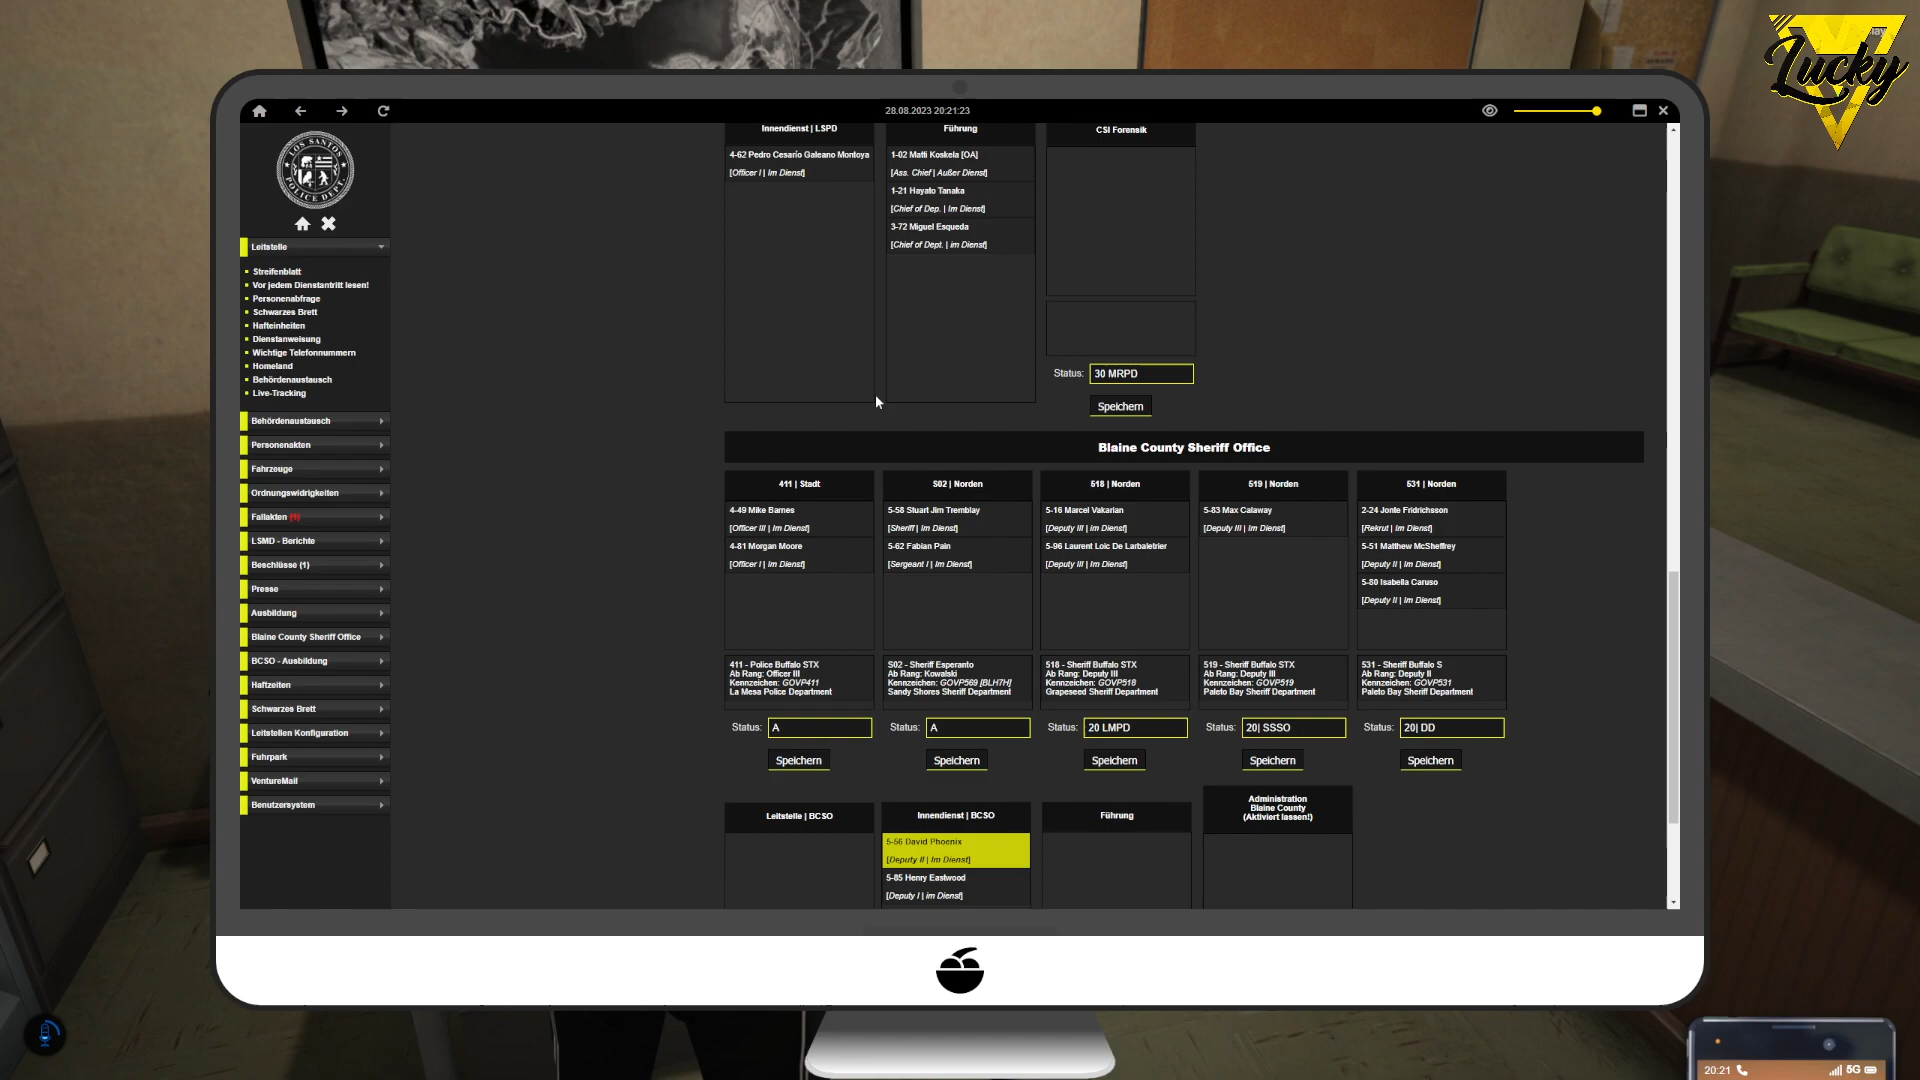 Lucky
28.08.2023 20:21:23
LOS SANTOS
POLICE DEPT.
Leitstelle
Streifenblatt
Vor jedem Dienstantritt lesen!
Personenabfrage
Schwarzes Brett
Hafteinheiten
Dienstanweisung
Wichtige Telefonnummern
Homeland
Behördenaustausch
Live-Tracking
Behördenaustausch
Personenakten
Fahrzeuge
Ordnungswidrigkeiten
Fallakten (1)
LSMD - Berichte
Beschlüsse (1)
Presse
Ausbildung
Blaine County Sheriff Office
BCSO - Ausbildung
Haftzeiten
Schwarzes Brett
Leitstellen Konfiguration
Fuhrpark
VentureMail
Benutzersystem
Innendienst | LSPD
4-62 Pedro Cesario Galeano Montoya
[Officer I | Im Dienst]
Führung
1-02 Matti Koskela [OA]
[Ass. Chief | Außer Dienst]
1-21 Hayato Tanaka
[Chief of Dep. | Im Dienst]
3-72 Miguel Esqueda
[Chief of Dept. | im Dienst]
CSI Forensik
Status: 30 MRPD
Speichern
Blaine County Sheriff Office
411 | Stadt
4-49 Mike Barnes
[Officer III | Im Dienst]
4-81 Morgan Moore
[Officer I | Im Dienst]
411 - Police Buffalo STX
Ab Rang: Officer III
Kennzeichen: GOVP411
La Mesa Police Department
Status: A
Speichern
S02 | Norden
5-58 Stuart Jim Tremblay
[Sheriff | Im Dienst]
5-62 Fabian Pain
[Sergeant I | Im Dienst]
S02 - Sheriff Esperanto
Ab Rang: Kowalski
Kennzeichen: GOVP569 [BLH7H]
Sandy Shores Sheriff Department
Status: A
Speichern
518 | Norden
5-16 Marcel Vakarian
[Deputy III | Im Dienst]
5-96 Laurent Loic De Larbaletrier
[Deputy III | Im Dienst]
518 - Sheriff Buffalo STX
Ab Rang: Deputy III
Kennzeichen: GOVP518
Grapeseed Sheriff Department
Status: 20 LMPD
Speichern
519 | Norden
5-83 Max Calaway
[Deputy III | Im Dienst]
519 - Sheriff Buffalo STX
Ab Rang: Deputy III
Kennzeichen: GOVP519
Paleto Bay Sheriff Department
Status: 20| SSSO
Speichern
531 | Norden
2-24 Jonte Fridrichsson
[Rekrut | Im Dienst]
5-51 Matthew McSheffrey
[Deputy II | Im Dienst]
5-80 Isabella Caruso
[Deputy II | Im Dienst]
531 - Sheriff Buffalo S
Ab Rang: Deputy II
Kennzeichen: GOVP531
Paleto Bay Sheriff Department
Status: 20| DD
Speichern
Leitstelle | BCSO
Innendienst | BCSO
5-56 David Phoenix
[Deputy II | Im Dienst]
5-85 Henry Eastwood
[Deputy I | im Dienst]
Führung
Administration
Blaine County
(Aktiviert lassen!)
20:21
5G